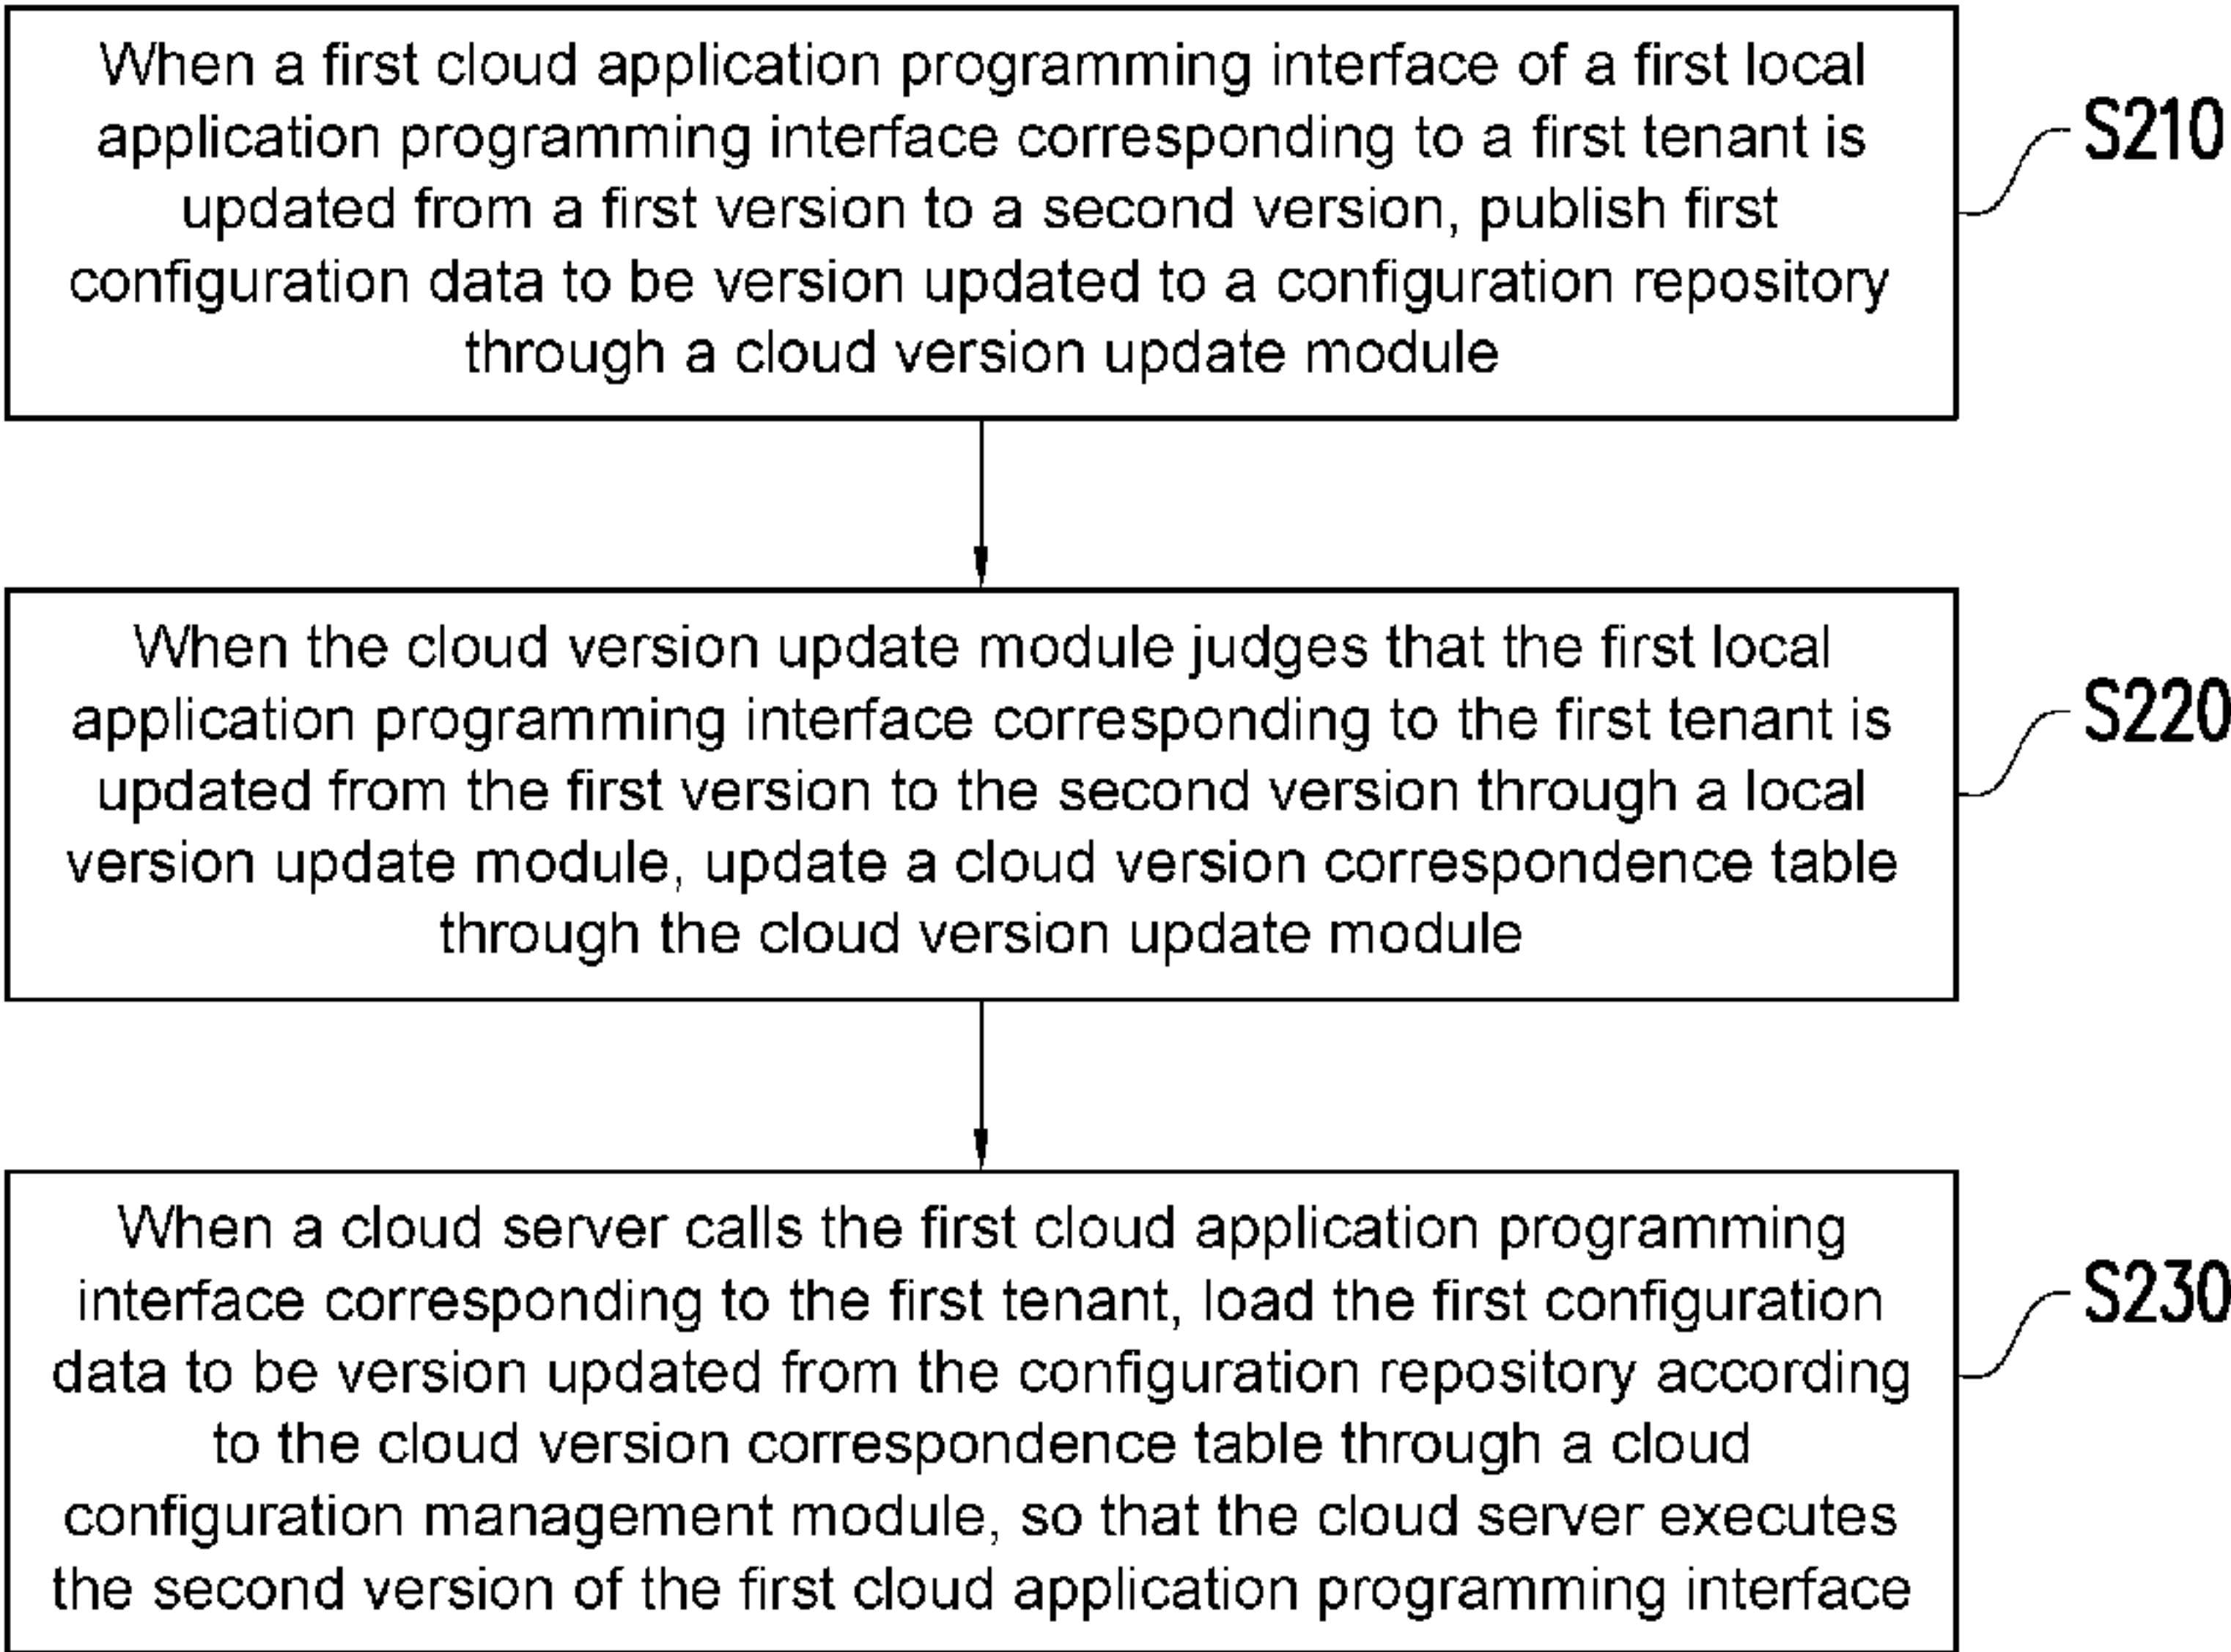 When a first cloud application programming interface of a first local
application programming interface corresponding to a first tenant is
updated from a first version to a second version, publish first
configuration data to be version updated to a configuration repository
through a cloud version update module
S210
When the cloud version update module judges that the first local
application programming interface corresponding to the first tenant is
updated from the first version to the second version through a local
version update module, update a cloud version correspondence table
through the cloud version update module
S220
When a cloud server calls the first cloud application programming
interface corresponding to the first tenant, load the first configuration
data to be version updated from the configuration repository according
to the cloud version correspondence table through a cloud
configuration management module, so that the cloud server executes
the second version of the first cloud application programming interface
S230